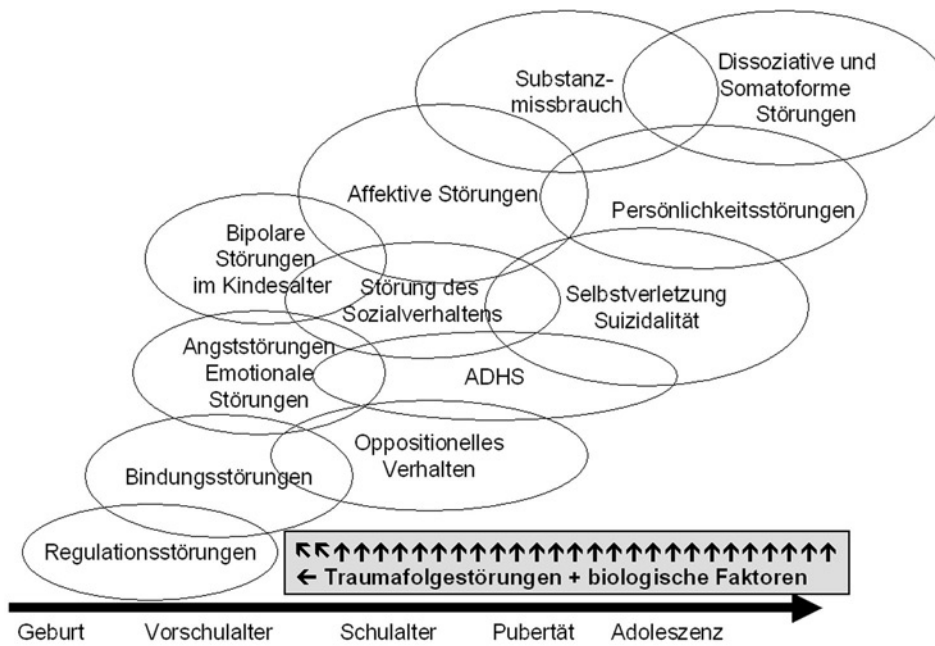 Substanz-
missbrauch
Dissoziative und
Somatoforme
Störungen
Affektive Störungen
Persönlichkeitsstörungen
Bipolare
Störungen
im Kindesalter
Störung des
Sozialverhaltens
Selbstverletzung
Suizidalität
Angststörungen
Emotionale
Störungen
ADHS
Oppositionelles
Verhalten
Bindungsstörungen
Regulationsstörungen
Traumafolgestörungen + biologische Faktoren
Geburt
Vorschulalter
Schulalter
Pubertät
Adoleszenz